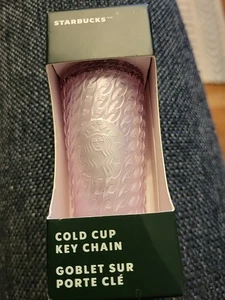 STARBUCKS
COLD CUP
KEY CHAIN
GOBLET SUR
PORTE CLÉ